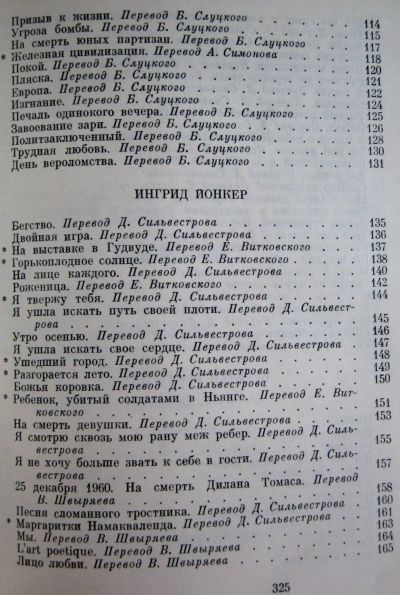 Призыв к жизни. Перевод Б. Слуцкого . . . . . . 114
Угроза бомбы. Перевод Б. Слуцкого . . . . . . 115
На смерть юных партизан. Перевод Б. Слуцкого . . 117
* Железная цивилизация. Перевод А. Симонова . . . 118
Покой. Перевод Б. Слуцкого . . . . . . . . . 120
Пляска. Перевод Б. Слуцкого . . . . . . . . . 121
Европа. Перевод Б. Слуцкого . . . . . . . . . 122
Изгнание. Перевод Б. Слуцкого . . . . . . . . 124
Печаль одинокого вечера. Перевод Б. Слуцкого . . 125
Завоевание зари. Перевод Б. Слуцкого . . . . . 126
Политзаключенный. Перевод Б. Слуцкого . . . . . 128
Трудная любовь. Перевод Б. Слуцкого . . . . . . 130
День вероломства. Перевод Б. Слуцкого . . . . . 131
ИНГРИД ЙОНКЕР
Бегство. Перевод Д. Сильвестрова . . . . . . . 135
Двойная игра. Перевод Д. Сильвестрова . . . . . 136
* На выставке в Гудвуде. Перевод Е. Витковского . . 137
* Горькоплодное солнце. Перевод Е. Витковского . . 138
На лице каждого. Перевод Д. Сильвестрова . . . . 140
Роженица. Перевод Е. Витковского . . . . . . . 142
* Я твержу тебя. Перевод Д. Сильвестрова . . . . 144
Я ушла искать путь своей плоти. Перевод Д. Сильвест-
рова . . . . . . . . . . . . . . . 145
Утро осенью. Перевод Д. Сильвестрова . . . . . 146
Я ушла искать свое сердце. Перевод Д. Сильвестрова 147
* Ушедший город. Перевод Д. Сильвестрова . . . . 148
* Разгорается лето. Перевод Д. Сильвестрова . . . . 149
Божья коровка. Перевод Д. Сильвестрова . . . . 150
* Ребенок, убитый солдатами в Ньянге. Перевод Е. Вит-
ковского . . . . . . . . . . . . . . 151
На смерть девушки. Перевод Д. Сильвестрова . . . 153
Я смотрю сквозь мою рану меж ребер. Перевод Д. Силь-
вестрова . . . . . . . . . . . . . . 155
Я не хочу больше звать к себе в гости. Перевод Д. Силь-
вестрова . . . . . . . . . . . . . . 157
25 декабря 1960. На смерть Дилана Томаса. Перевод
В. Швыряева . . . . . . . . . . . . . 158
Песня сломанного тростника. Перевод Д. Сильвестрова 160
* Маргаритки Намакваленда. Перевод Д. Сильвестрова 161
Мы. Перевод В. Швыряева . . . . . . . . . . 163
L'art poetique. Перевод В. Швыряева . . . . . . 164
Лицо любви. Перевод В. Швыряева . . . . . . . 165
325